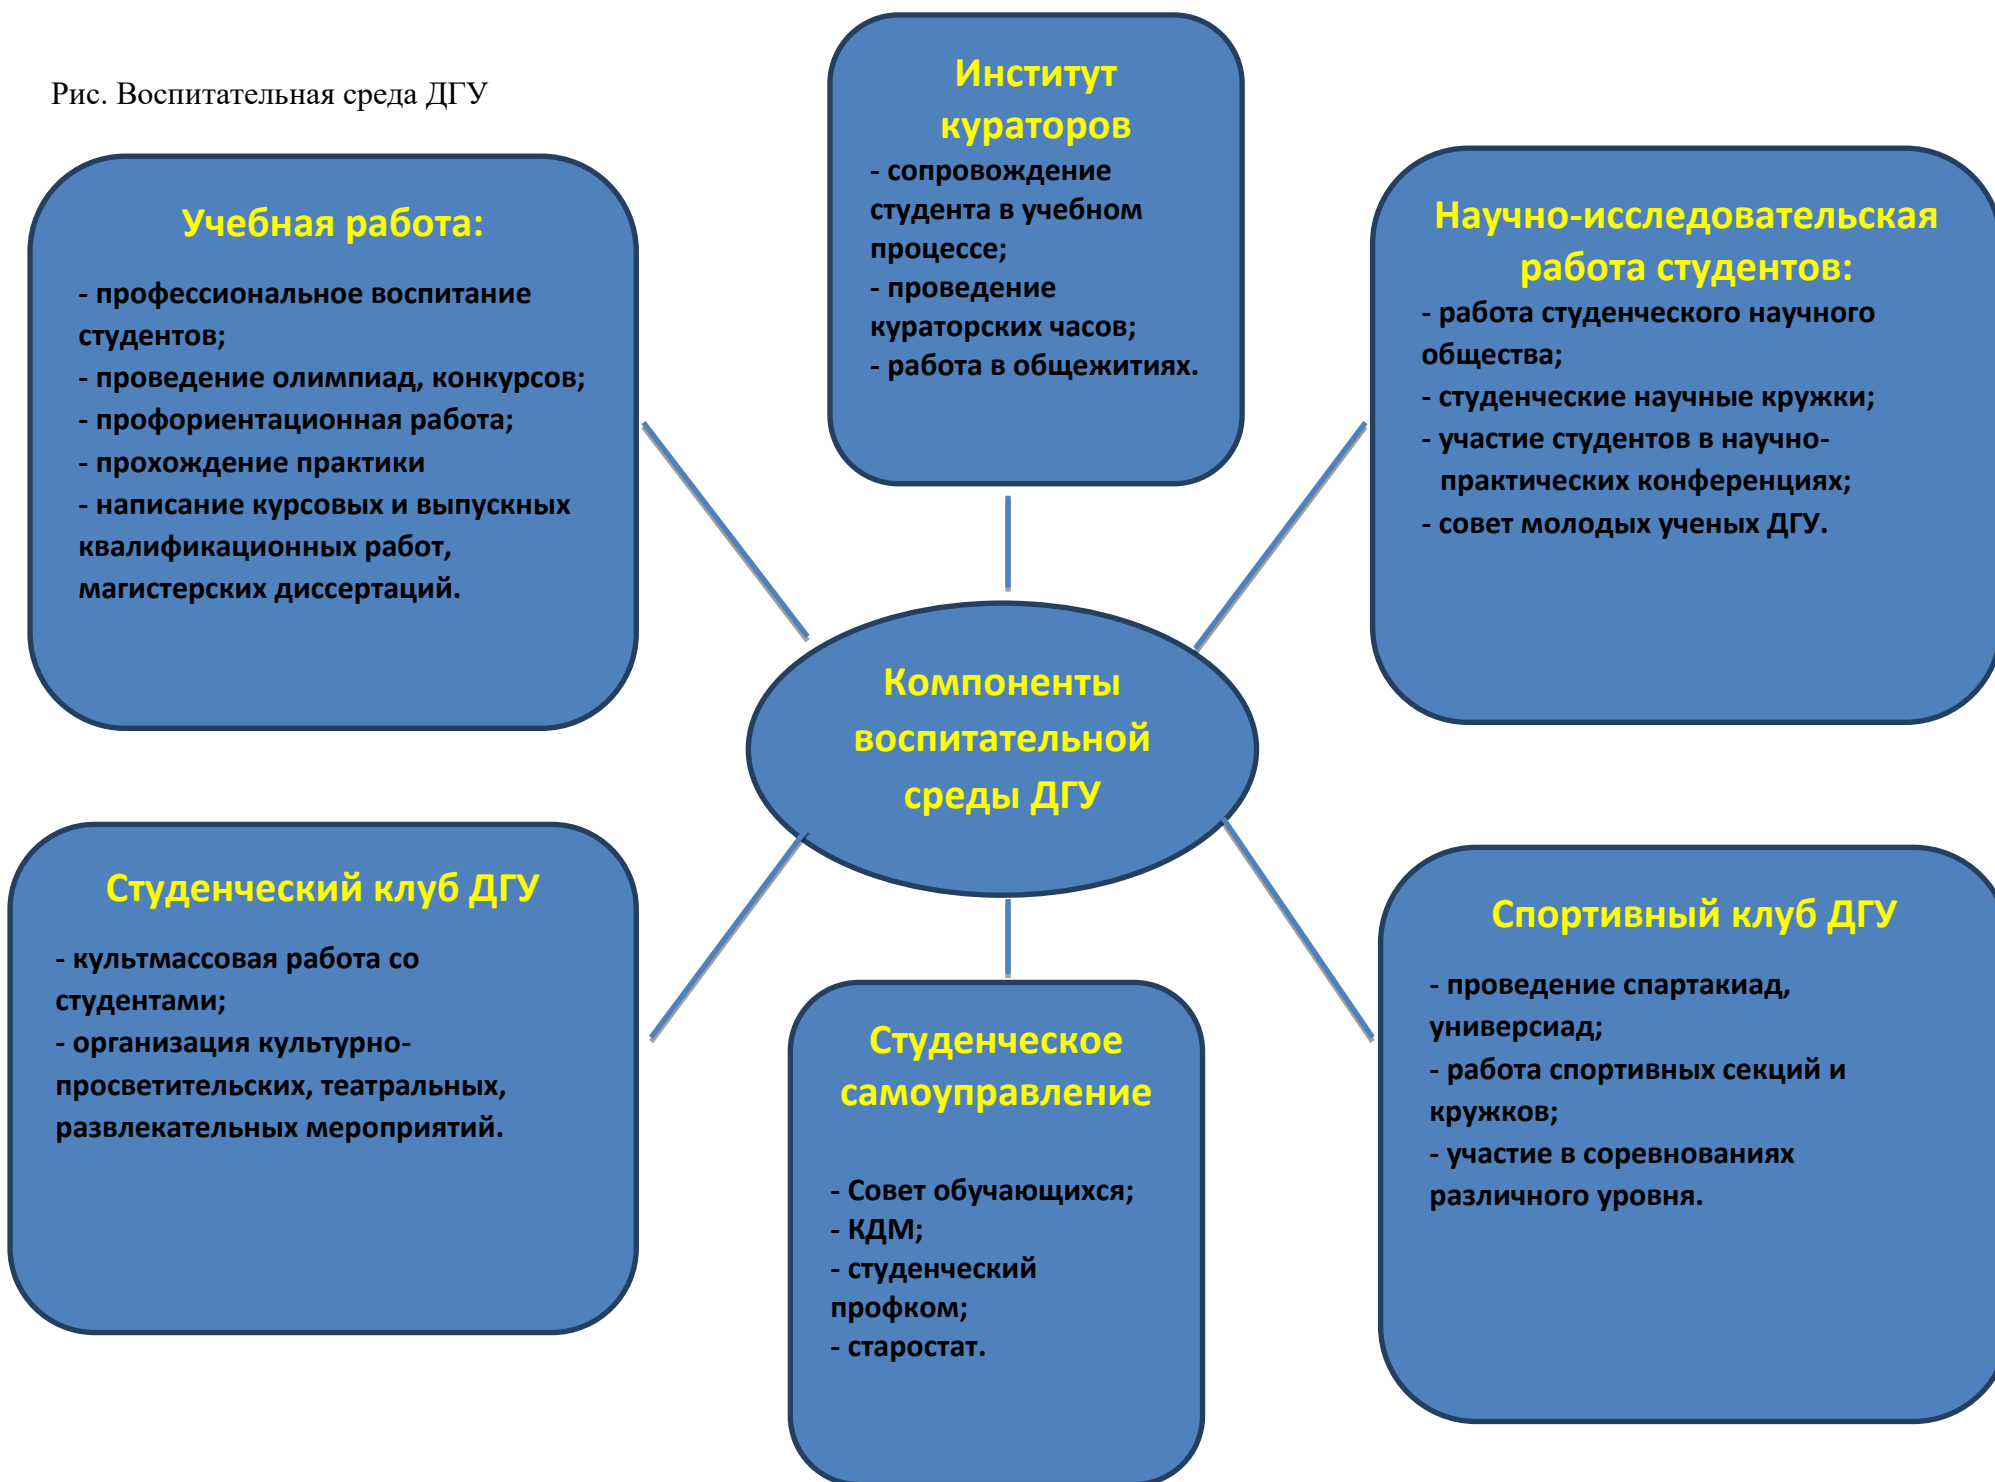 Рис. Воспитательная среда ДГУ
Институт
кураторов
- сопровождение
студента в учебном
процессе;
- проведение
кураторских часов;
- работа в общежитиях.
Учебная работа:
- профессиональное воспитание
студентов;
- проведение олимпиад, конкурсов;
- профориентационная работа;
- прохождение практики
- написание курсовых и выпускных
квалификационных работ,
магистерских диссертаций.
Научно-исследовательская
работа студентов:
- работа студенческого научного
общества;
- студенческие научные кружки;
- участие студентов в научно-
практических конференциях;
- совет молодых ученых ДГУ.
Компоненты
воспитательной
среды ДГУ
Студенческий клуб ДГУ
- культмассовая работа со
студентами;
- организация культурно-
просветительских, театральных,
развлекательных мероприятий.
Студенческое
самоуправление
- Совет обучающихся;
- КДМ;
- студенческий
профком;
- старостат.
Спортивный клуб ДГУ
- проведение спартакиад,
универсиад;
- работа спортивных секций и
кружков;
- участие в соревнованиях
различного уровня.